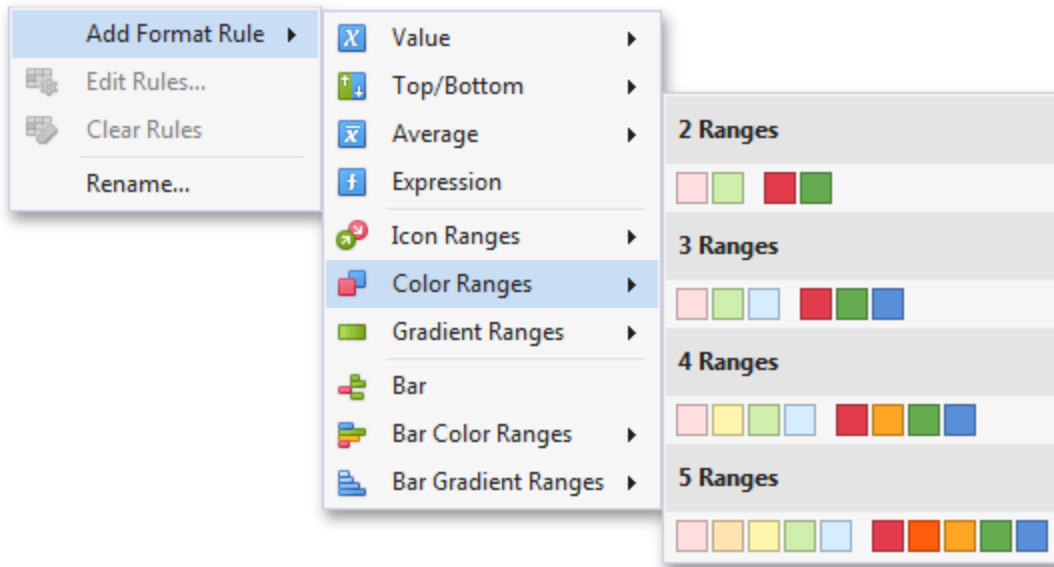 Add Format Rule
Edit Rules...
Clear Rules
Rename...
Value
Top/Bottom
Average
Expression
Icon Ranges
Color Ranges
Gradient Ranges
Bar
Bar Color Ranges
Bar Gradient Ranges
2 Ranges
3 Ranges
4 Ranges
5 Ranges